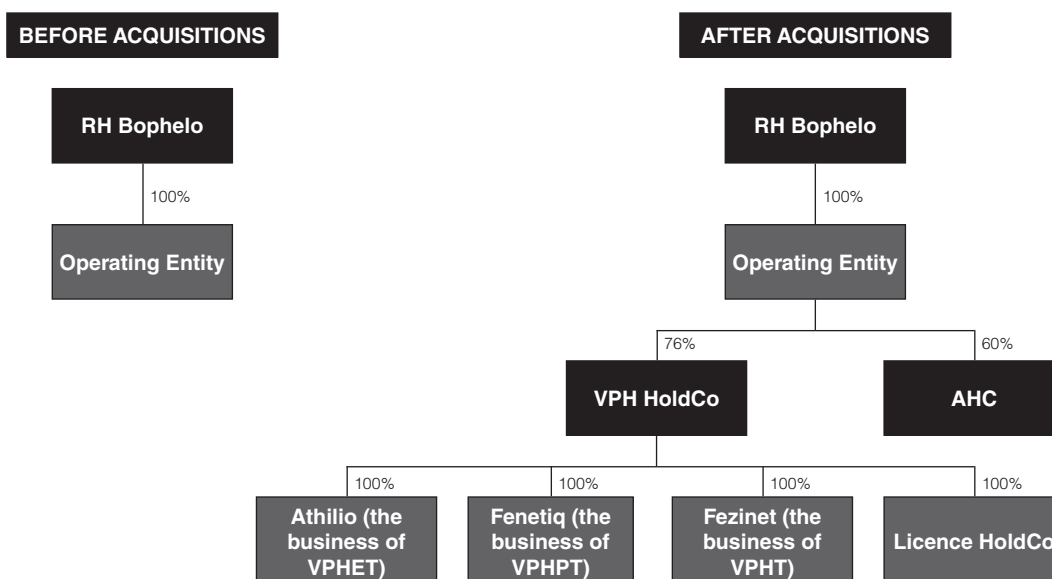 BEFORE ACQUISITIONS
AFTER ACQUISITIONS
RH Bophelo
RH Bophelo
100%
100%
Operating Entity
Operating Entity
76%
60%
VPH HoldCo
AHC
100%
100%
100%
100%
Athilio (the
business of
VPHET)
Fenetiq (the
business of
VPHPT)
Fezinet (the
business of
VPHT)
Licence HoldCo